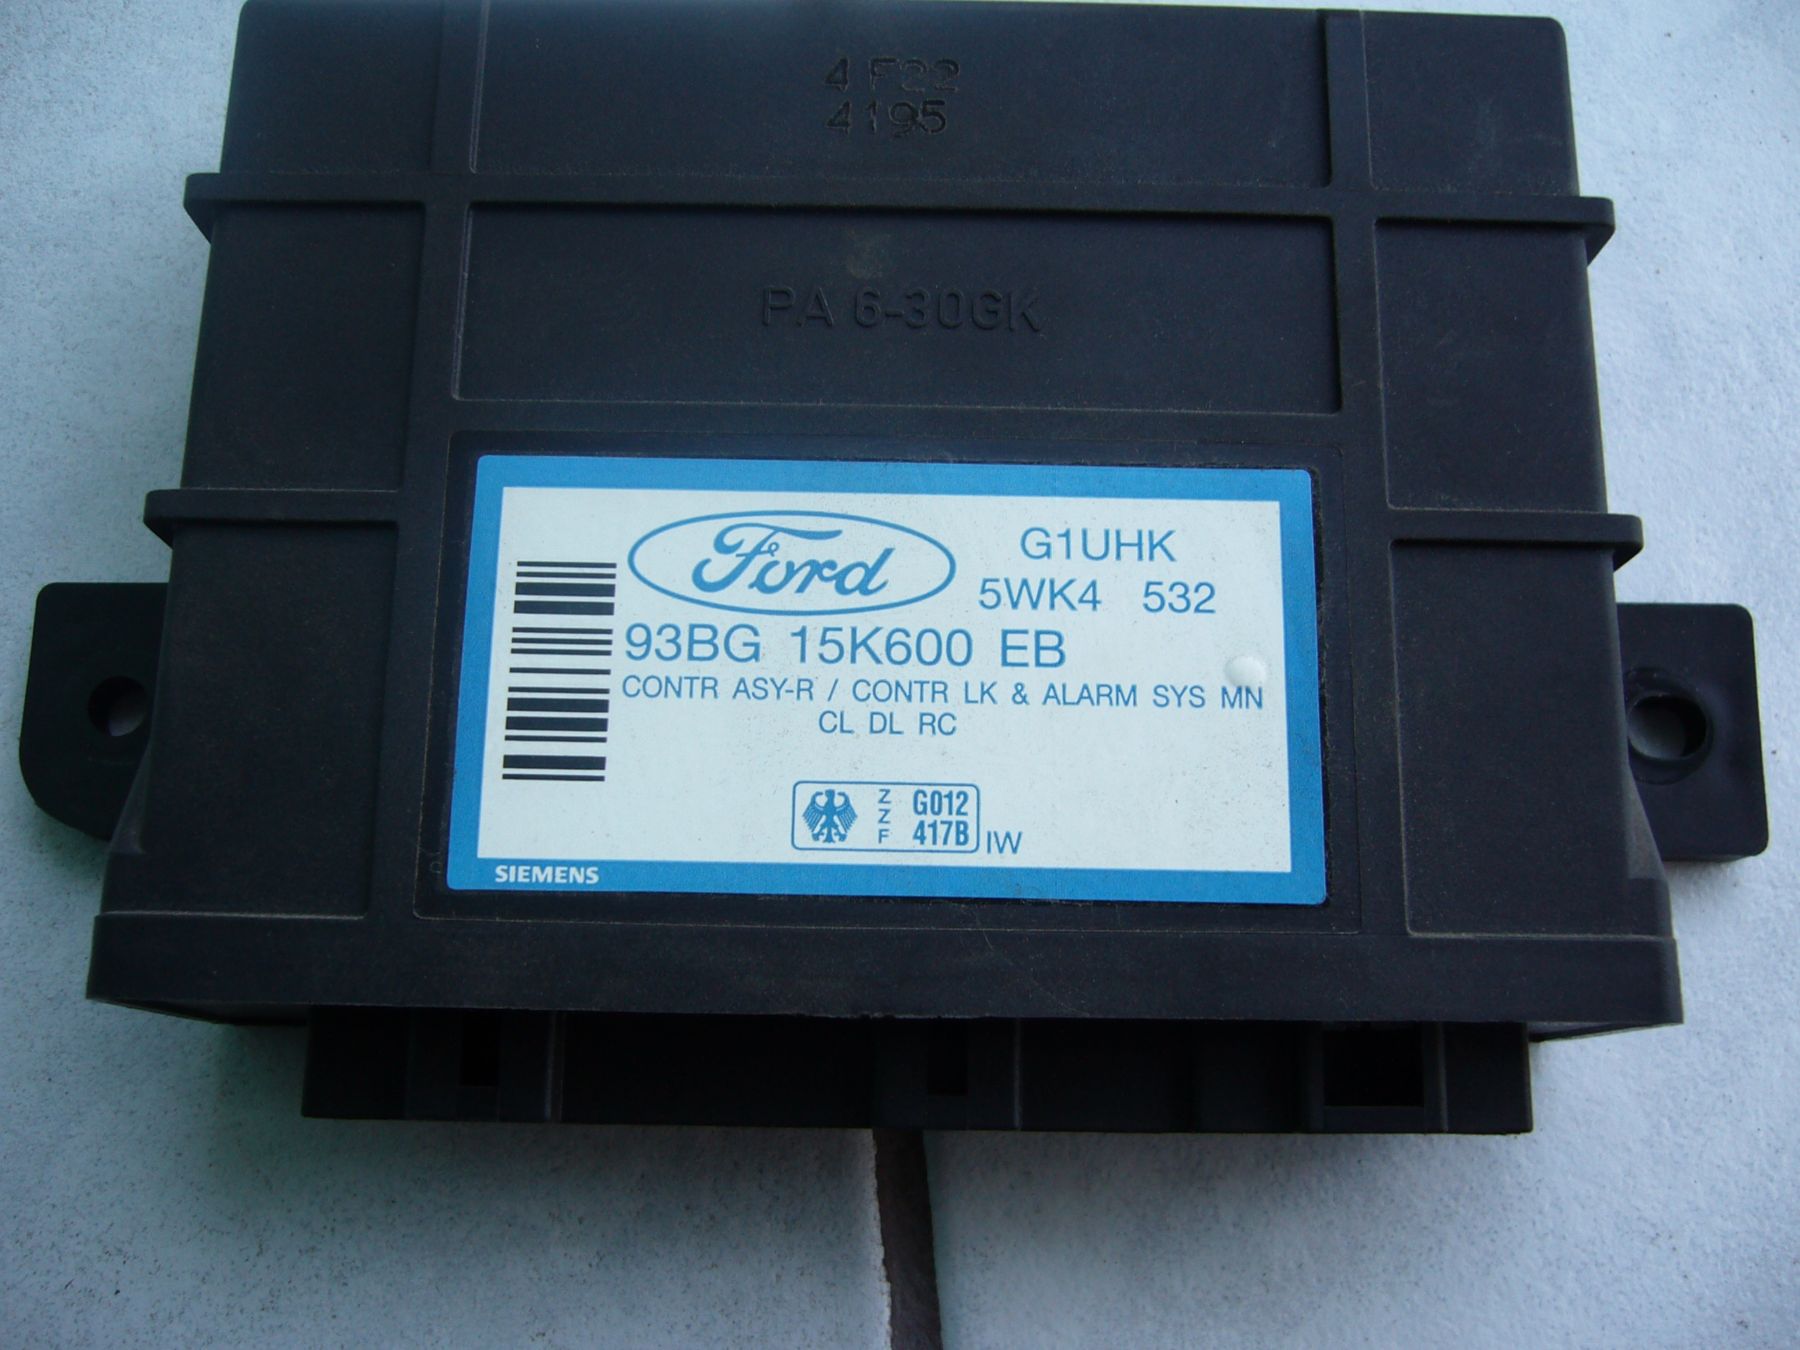 4 F22
4195
P.A 6-30GK
Ford
G1UHK
5WK4 532
93BG 15K600 EB
CONTR ASY-R / CONTR LK & ALARM SYS MN
CL DL RC
Z Z F
G012
417B
IW
SIEMENS